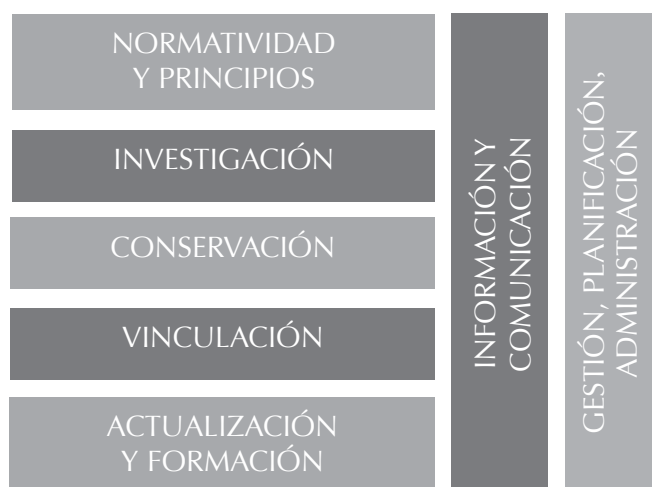 NORMATIVIDAD
Y PRINCIPIOS
INVESTIGACIÓN
CONSERVACIÓN
VINCULACIÓN
ACTUALIZACIÓN
Y FORMACIÓN
INFORMACIÓN Y
COMUNICACIÓN
GESTIÓN, PLANIFICACIÓN,
ADMINISTRACIÓN